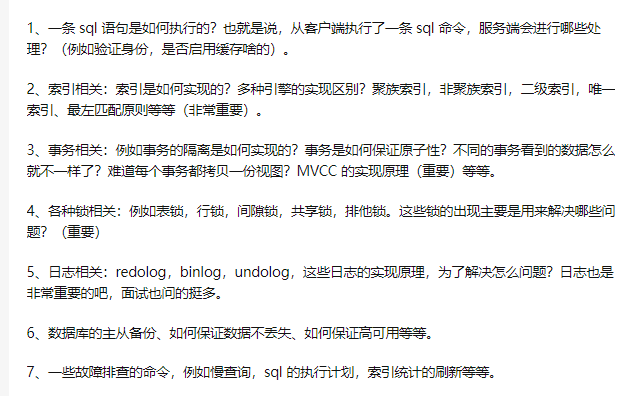 1、一条 sql 语句是如何执行的？也就是说，从客户端执行了一条 sql 命令，服务端会进行哪些处
理？（例如验证身份，是否启用缓存啥的）。
2、索引相关：索引是如何实现的？多种引擎的实现区别？聚族索引，非聚族索引，二级索引，唯一
索引、最左匹配原则等等（非常重要）。
3、事务相关：例如事务的隔离是如何实现的？事务是如何保证原子性？不同的事务看到的数据怎么
就不一样了？难道每个事务都拷贝一份视图？MVCC 的实现原理（重要）等等。
4、各种锁相关：例如表锁，行锁，间隙锁，共享锁，排他锁。这些锁的出现主要是用来解决哪些问
题？（重要）
5、日志相关：redolog，binlog，undolog，这些日志的实现原理，为了解决怎么问题？日志也是
非常重要的吧，面试也问的挺多。
6、数据库的主从备份、如何保证数据不丢失、如何保证高可用等等。
7、一些故障排查的命令，例如慢查询，sql 的执行计划，索引统计的刷新等等。